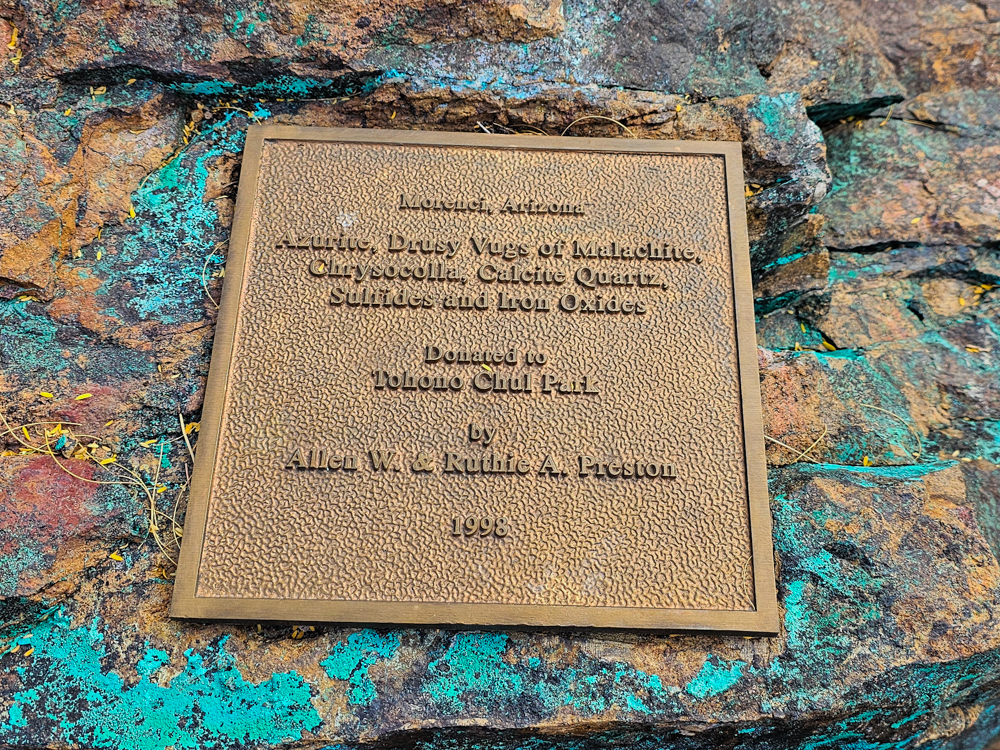 Morenci, Arizona
Azurite, Drusy Vugs of Malachite,
Chrysocolla, Calcite Quartz,
Sulfides and Iron Oxides
Donated to
Tohono Chul Park
by
Allen W. & Ruthie A. Preston
1998